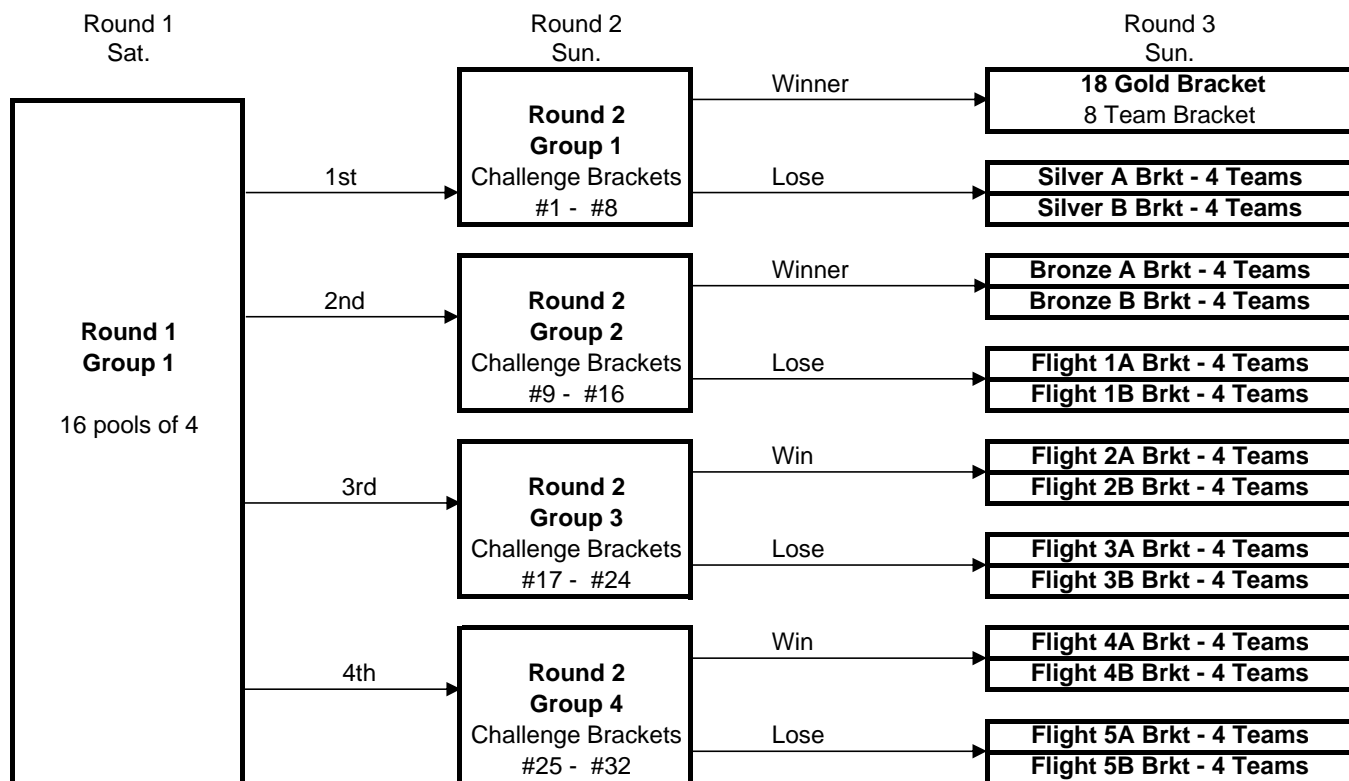 Round 1
Sat.
Round 2
Sun.
Round 3
Sun.
Round 1
Group 1
16 pools of 4
1st
Round 2
Group 1
Challenge Brackets
#1 - #8
Winner
18 Gold Bracket
8 Team Bracket
Lose
Silver A Brkt - 4 Teams
Silver B Brkt - 4 Teams
2nd
Round 2
Group 2
Challenge Brackets
#9 - #16
Winner
Bronze A Brkt - 4 Teams
Bronze B Brkt - 4 Teams
Lose
Flight 1A Brkt - 4 Teams
Flight 1B Brkt - 4 Teams
3rd
Round 2
Group 3
Challenge Brackets
#17 - #24
Win
Flight 2A Brkt - 4 Teams
Flight 2B Brkt - 4 Teams
Lose
Flight 3A Brkt - 4 Teams
Flight 3B Brkt - 4 Teams
4th
Round 2
Group 4
Challenge Brackets
#25 - #32
Win
Flight 4A Brkt - 4 Teams
Flight 4B Brkt - 4 Teams
Lose
Flight 5A Brkt - 4 Teams
Flight 5B Brkt - 4 Teams